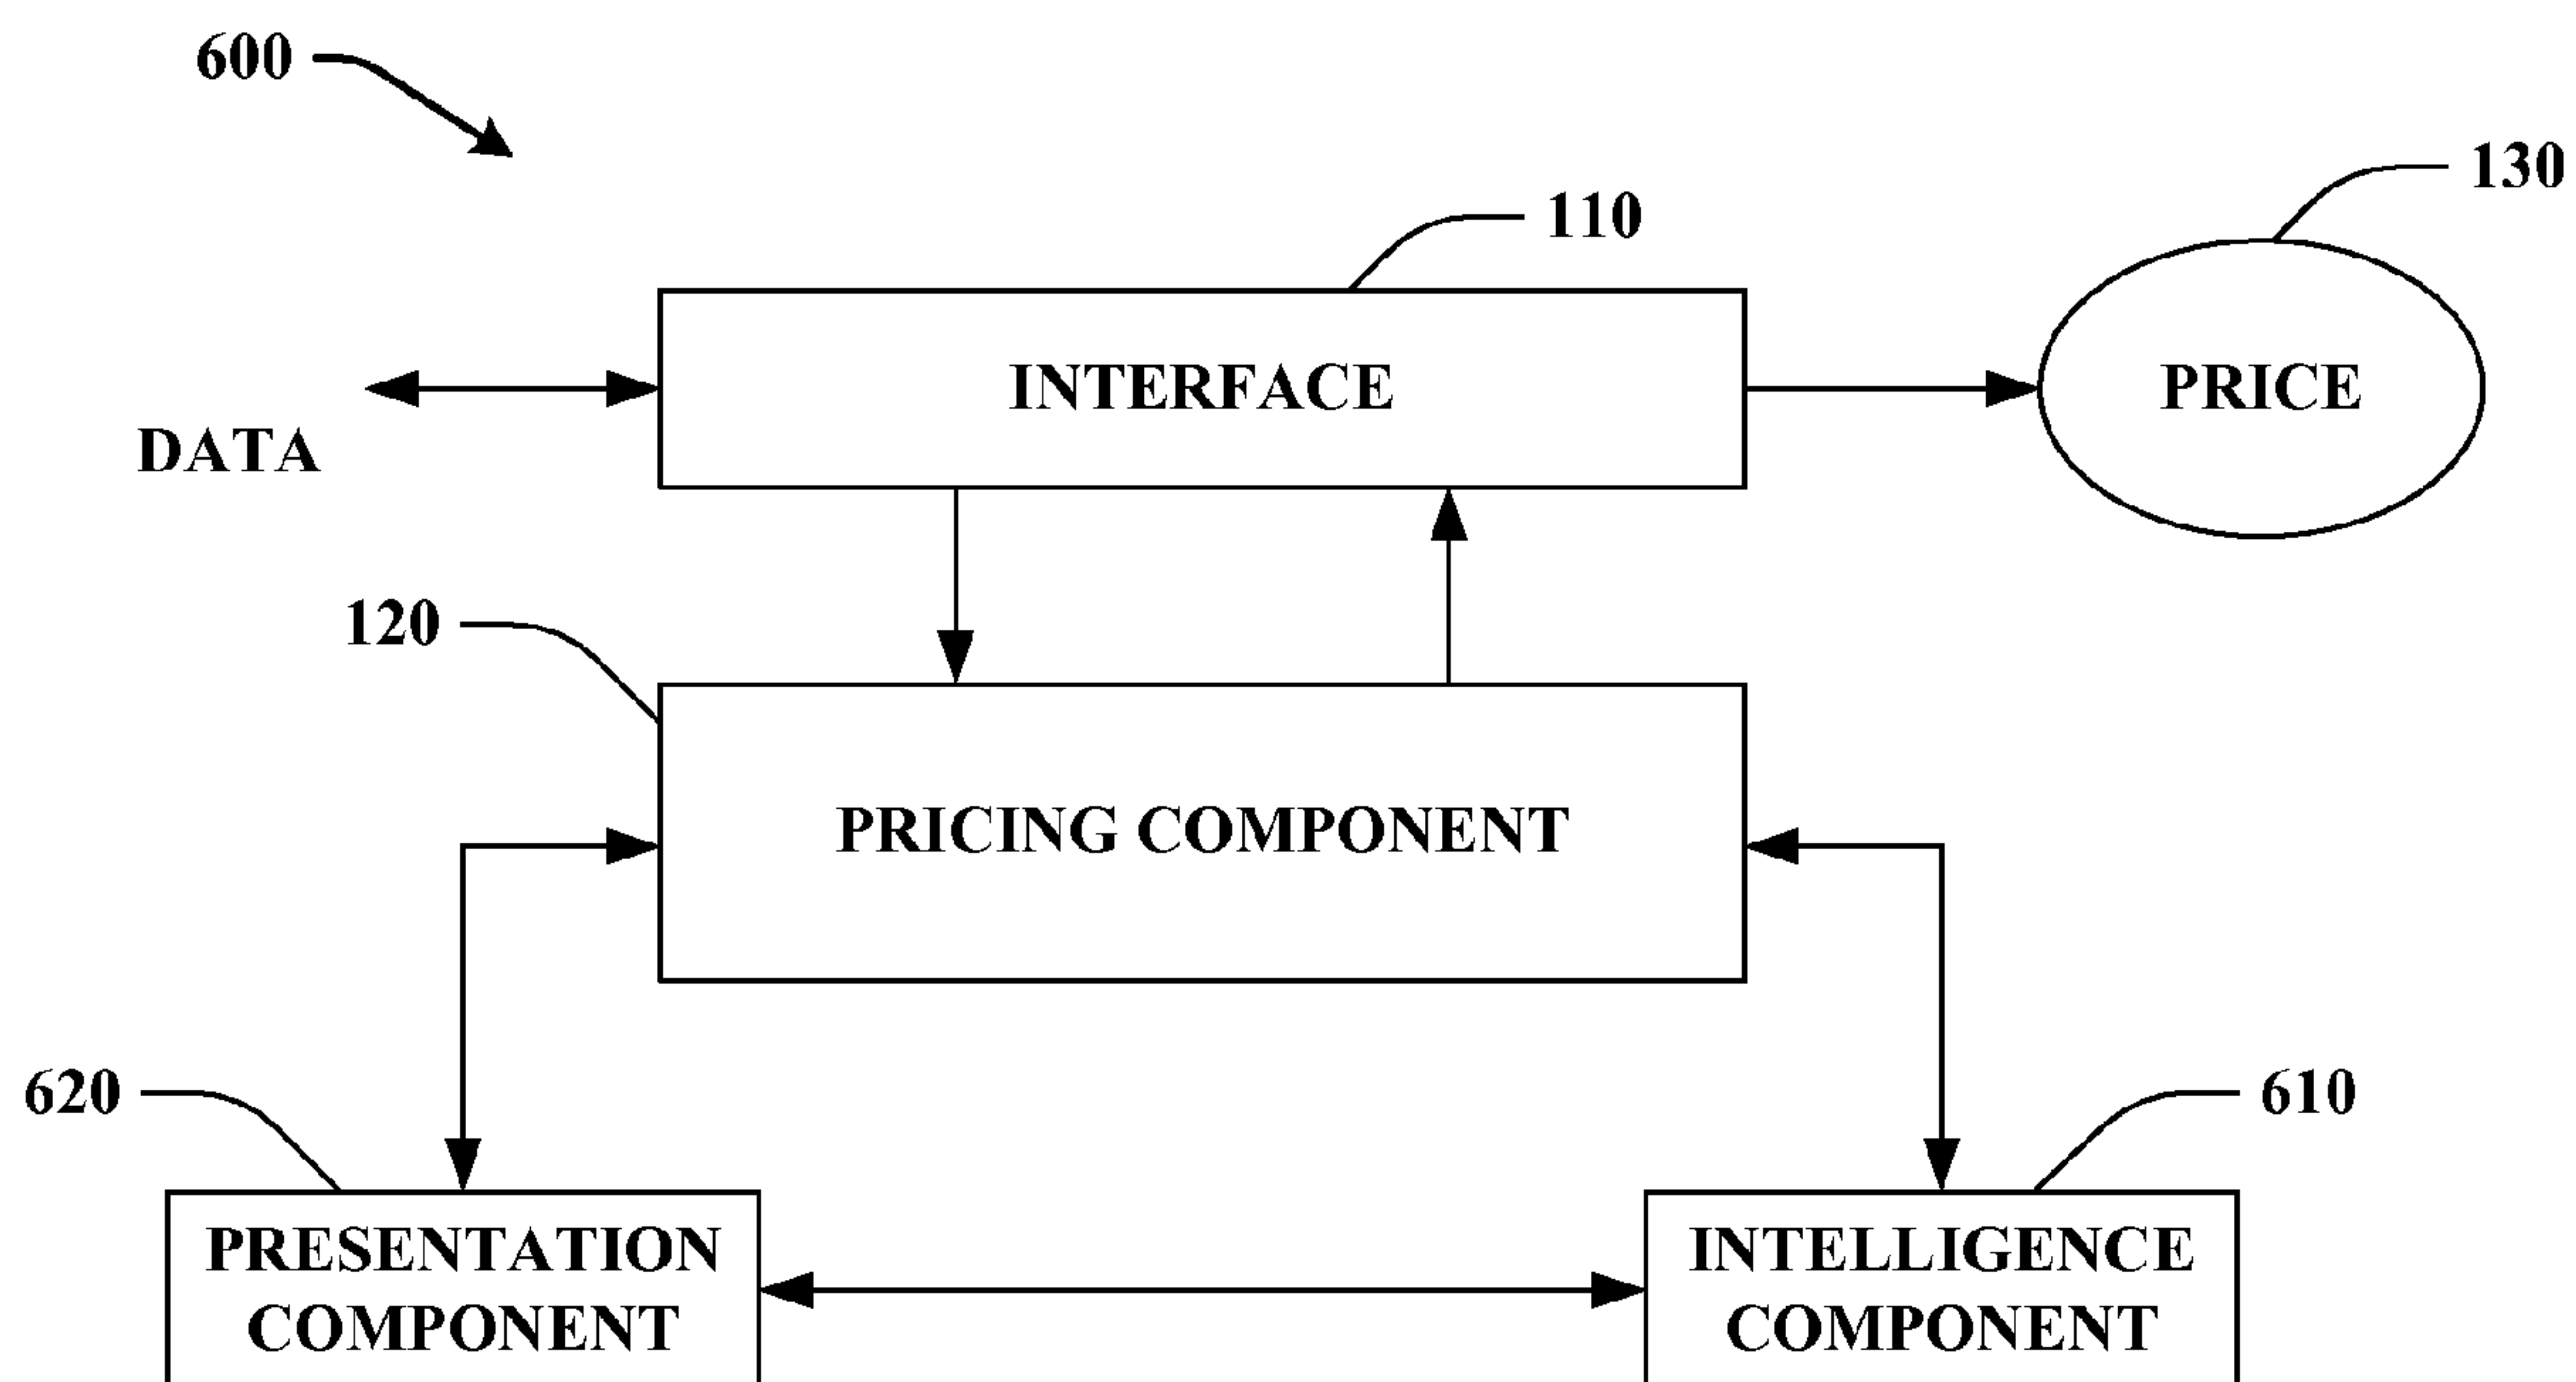 600
130
110
INTERFACE
PRICE
DATA
120
PRICING COMPONENT
620
610
PRESENTATION
COMPONENT
INTELLIGENCE
COMPONENT